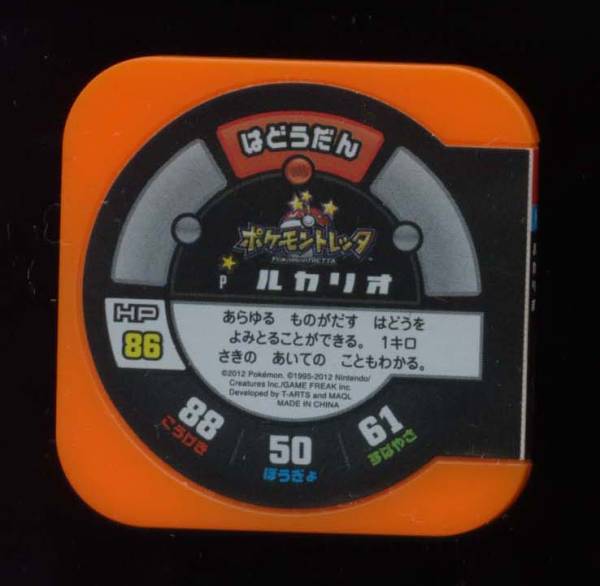 はどうだん
ポケモントレッタ
P ルカリオ
HP
86
あらゆる ものがだす はどうを
よみとることができる。 1キロ
さきの あいての こともわかる。
©2012 Pokémon. ©1995-2012 Nintendo/
Creatures Inc./GAME FREAK inc.
Developed by T-ARTS and MAQL
MADE IN CHINA
88
こうげき
50
ぼうぎょ
61
すばやさ